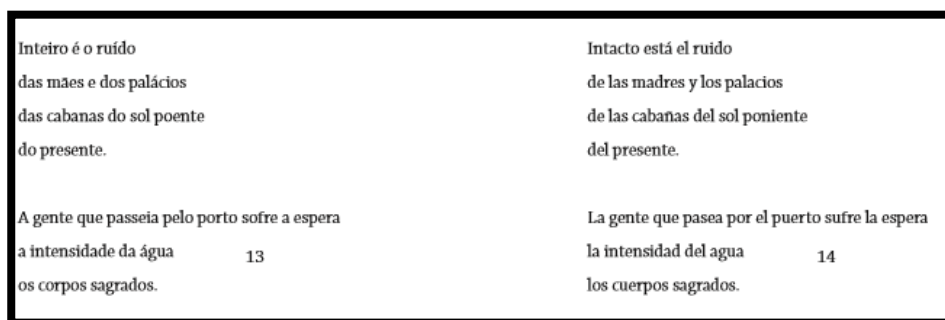 Inteiro é o ruído
das mães e dos palácios
das cabanas do sol poente
do presente.
A gente que passeia pelo porto sofre a espera
a intensidade da água
os corpos sagrados.
13
Intacto está el ruido
de las madres y los palacios
de las cabañas del sol poniente
del presente.
La gente que pasea por el puerto sufre la espera
la intensidad del agua
los cuerpos sagrados.
14